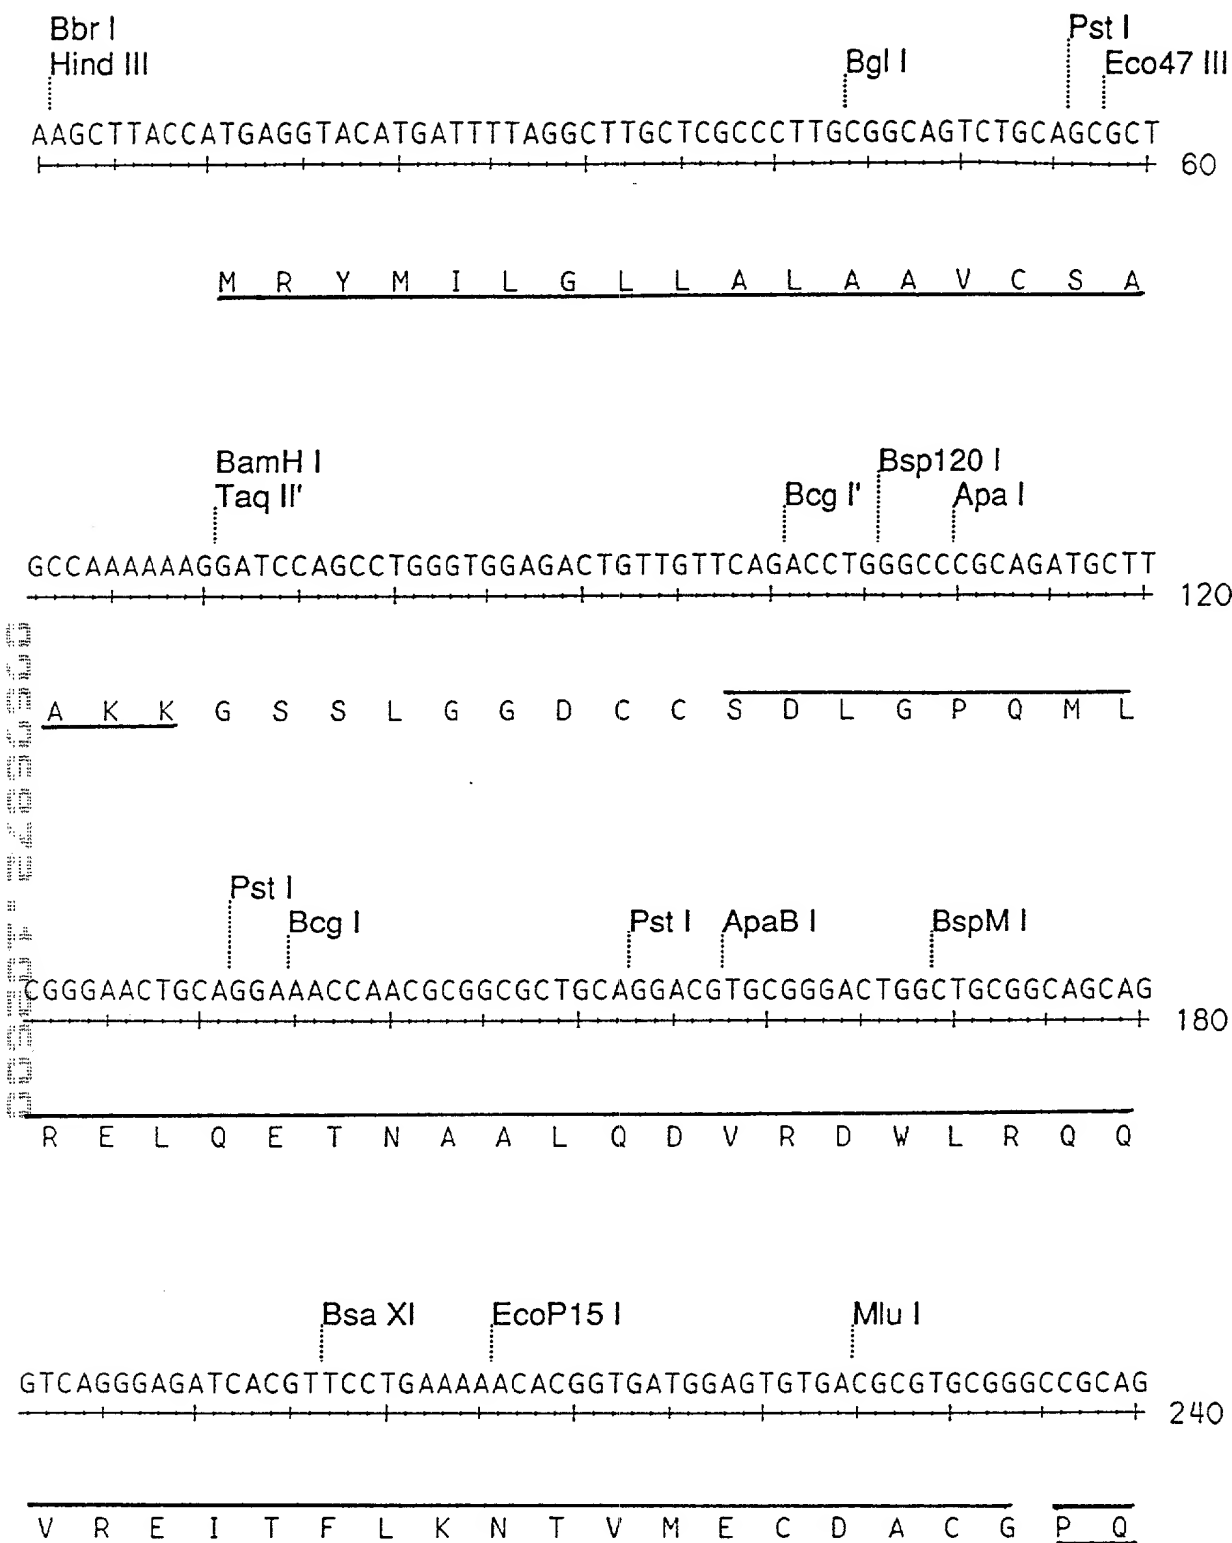 Bbr I Pst I
Hind III Bgl I Eco47 III
AAGCTTACCATGAGGTACATGATTTTAGGCTTGCTCGCCCTTGCGGCAGTCTGCAGCGCT
60
M R Y M I L G L L A L A A V C S A
BamH I Bsp120 I
Taq II' Bcg I' Apa I
GCCAAAAAAGGATCCAGCCTGGGTGGAGACTGTTGTTCAGACCTGGGCCCGCAGATGCTT
120
A K K G S S L G G D C C S D L G P Q M L
Pst I
Bcg I Pst I ApaB I BspM I
CGGGAACTGCAGGAAACCAACGCGGCGCTGCAGGACGTGCGGGACTGGCTGCGGCAGCAG
180
R E L Q E T N A A L Q D V R D W L R Q Q
Bsa XI EcoP15 I Mlu I
GTCAGGGAGATCACGTTCCTGAAAAACACGGTGATGGAGTGTGACGCGTGCGGGCCGCAG
240
V R E I T F L K N T V M E C D A C G P Q